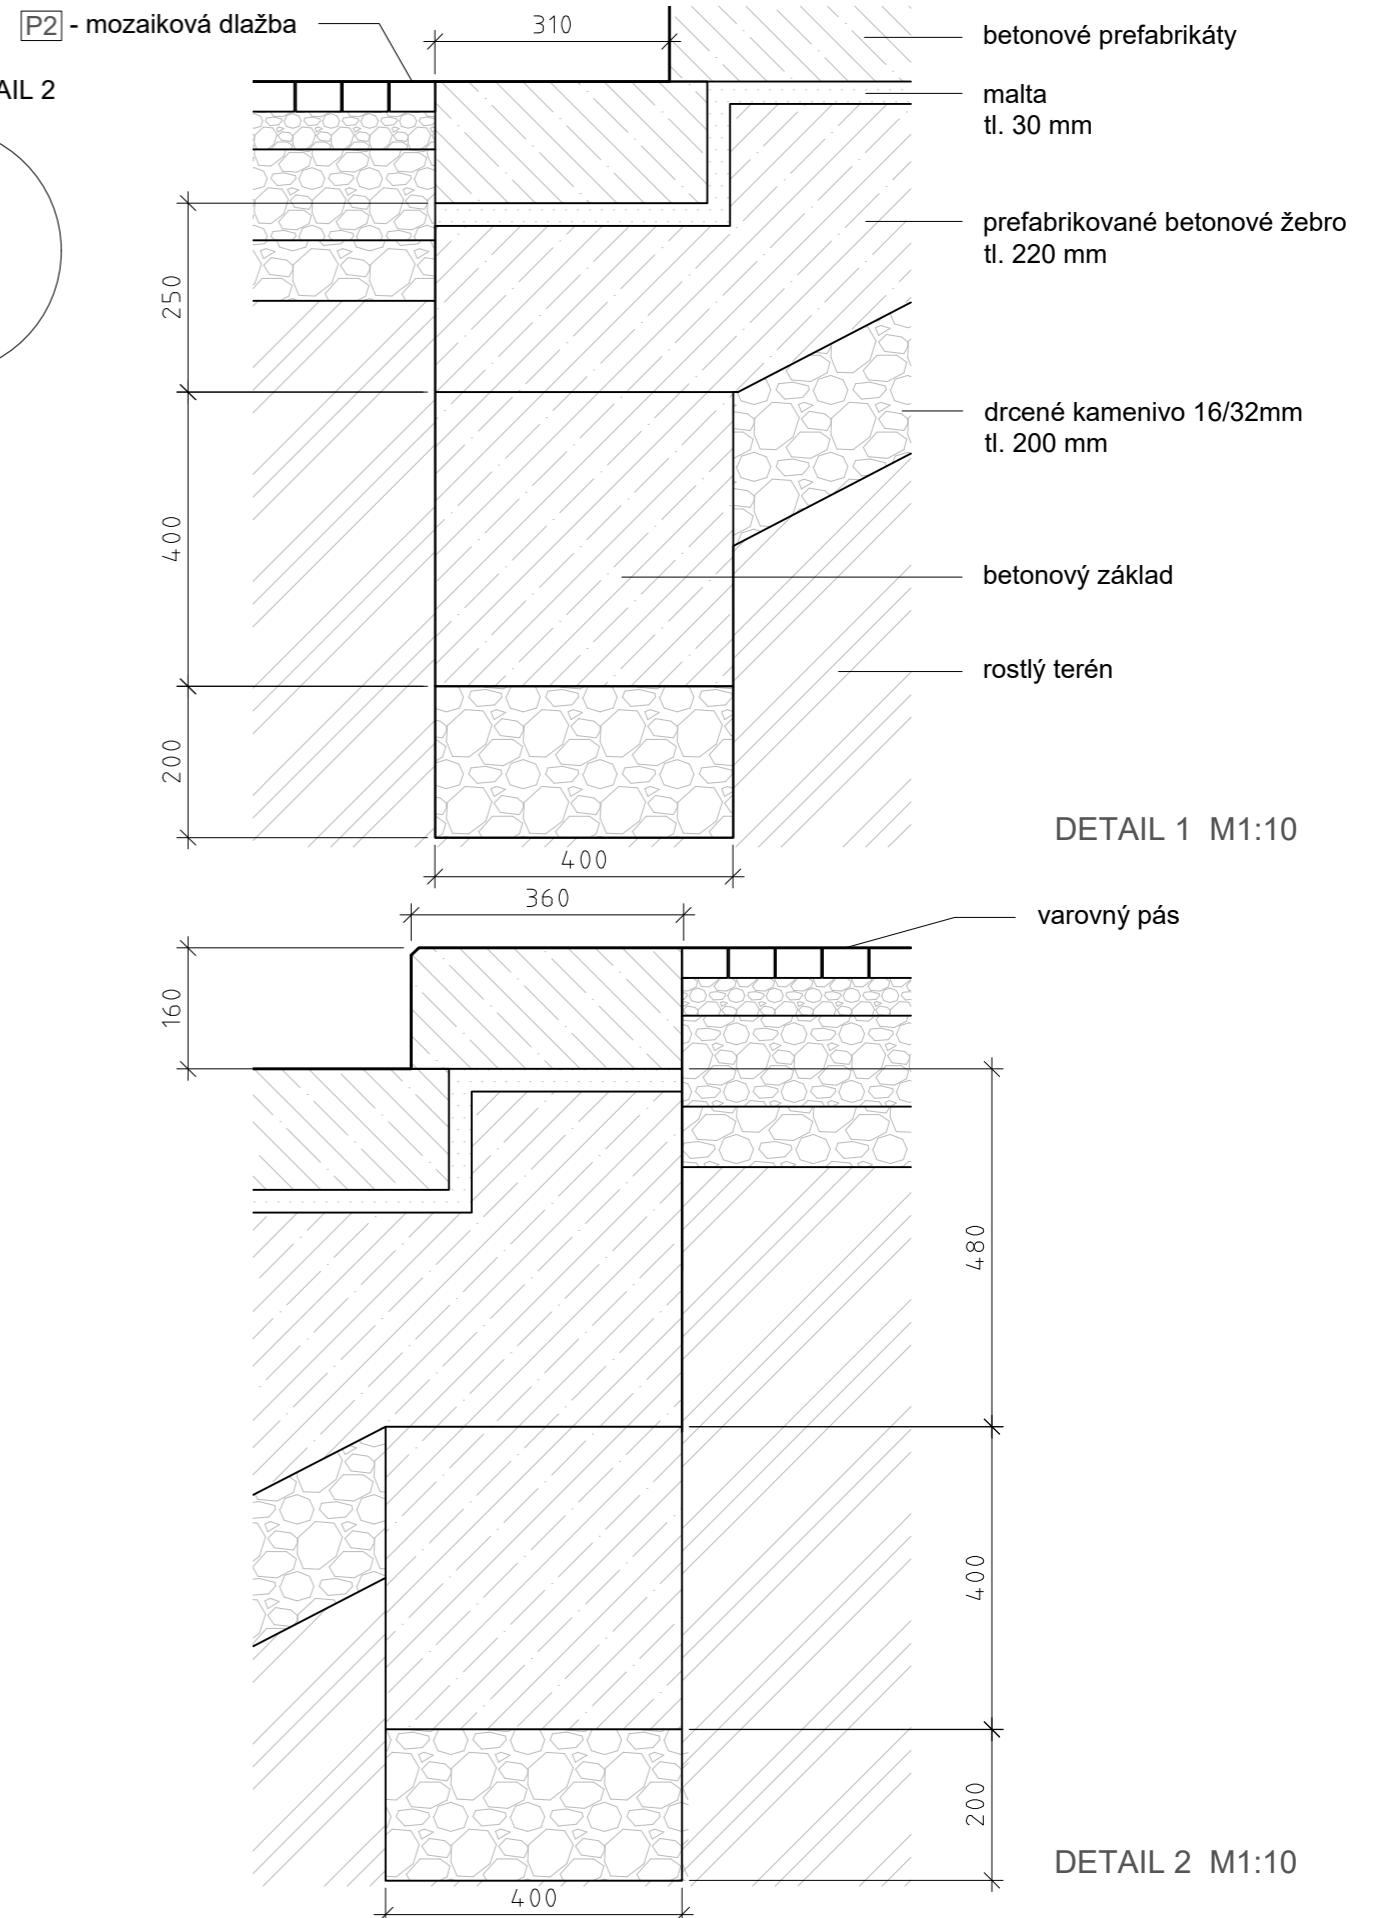 P2 - mozaiková dlažba
310
betonové prefabrikáty
AIL 2
malta
tl. 30 mm
prefabrikované betonové žebro
tl. 220 mm
250
drcené kamenivo 16/32mm
tl. 200 mm
400
betonový základ
rostlý terén
200
DETAIL 1 M1:10
400
360
varovný pás
160
480
400
200
DETAIL 2 M1:10
400